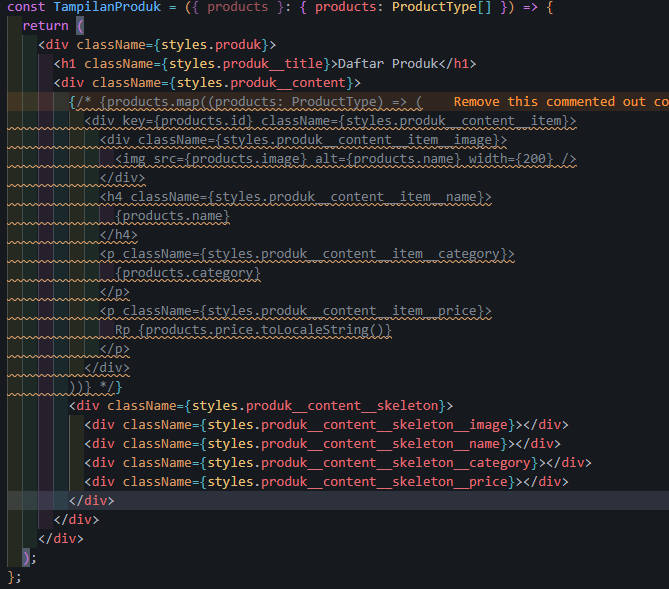 const TampilanProduk = ({ products }: { products: ProductType[] }) => {
  return (
    <div className={styles.produk}>
      <h1 className={styles.produk__title}>Daftar Produk</h1>
      <div className={styles.produk__content}>
        {/* {products.map((products: ProductType) => (    Remove this commented out co
          <div key={products.id} className={styles.produk__content__item}>
            <div className={styles.produk__content__item__image}>
              <img src={products.image} alt={products.name} width={200} />
            </div>
            <h4 className={styles.produk__content__item__name}>
              {products.name}
            </h4>
            <p className={styles.produk__content__item__category}>
              {products.category}
            </p>
            <p className={styles.produk__content__item__price}>
              Rp {products.price.toLocaleString()}
            </p>
          </div>
        ))} */}
        <div className={styles.produk__content__skeleton}>
          <div className={styles.produk__content__skeleton__image}></div>
          <div className={styles.produk__content__skeleton__name}></div>
          <div className={styles.produk__content__skeleton__category}></div>
          <div className={styles.produk__content__skeleton__price}></div>
        </div>
      </div>
    </div>
  );
};